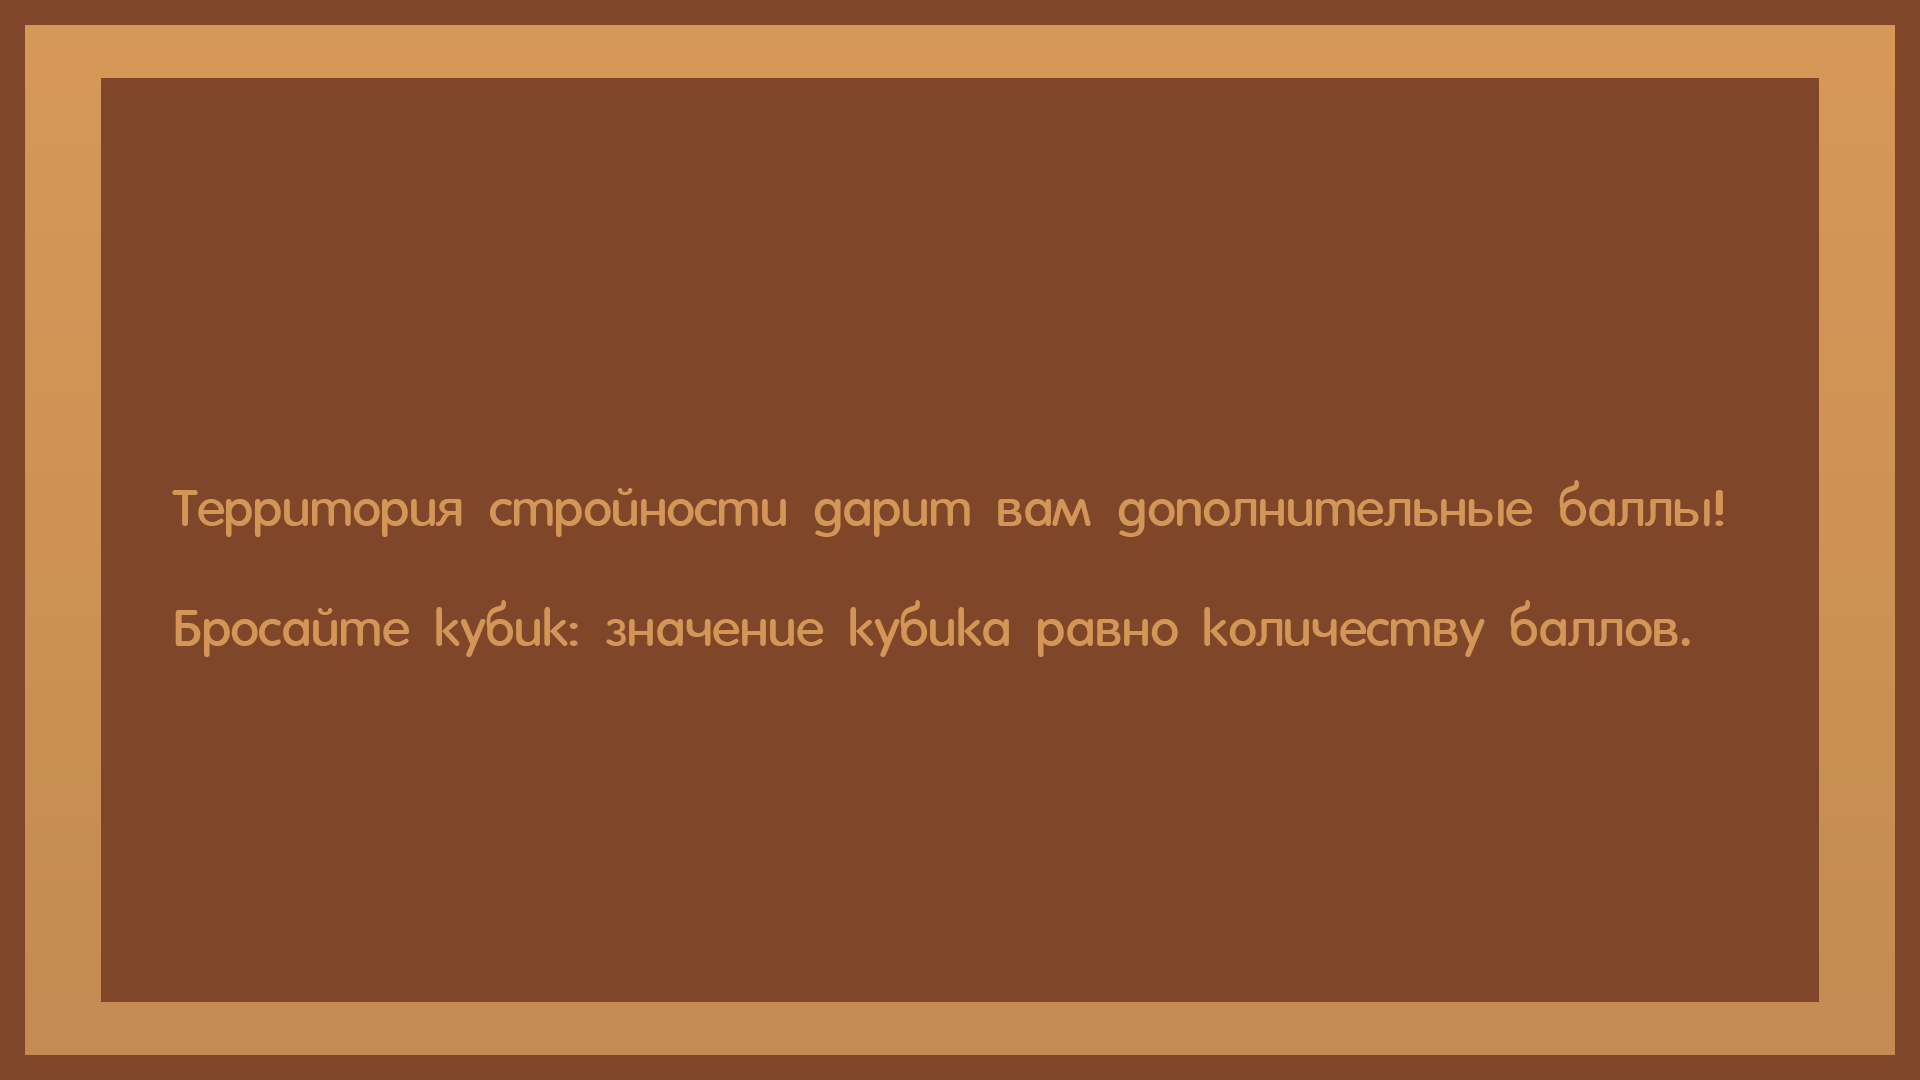 Территория стройности дарит вам дополнительные баллы!
Бросайте кубик: значение кубика равно количеству баллов.